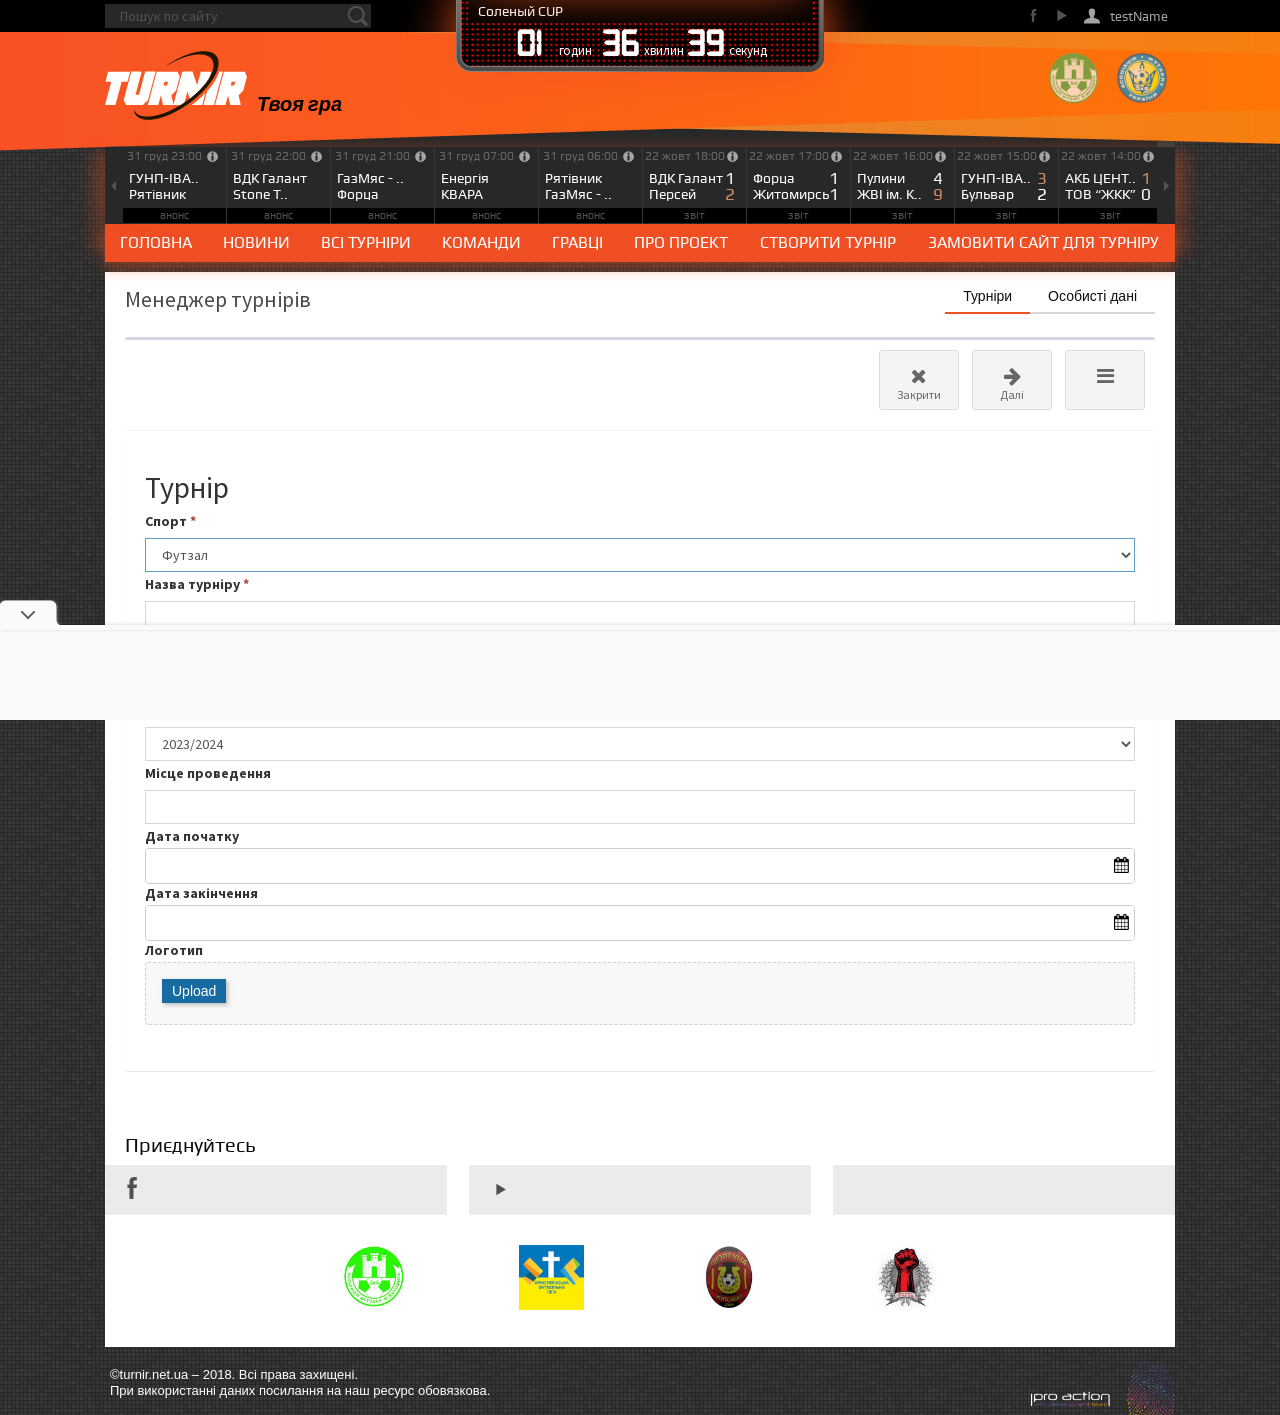 Пошук по сайту
Соленый CUP
testName
01 годин 36 хвилин 39 секунд
TURNIR
Твоя гра
31 груд 23:00
31 груд 22:00
31 груд 21:00
31 груд 07:00
31 груд 06:00
22 жовт 18:00
22 жовт 17:00
22 жовт 16:00
22 жовт 15:00
22 жовт 14:00
ГУНП-ІВА..
Рятівник
ВДК Галант
Stone T..
ГазМяс - ..
Форца
Енергія
КВАРА
Рятівник
ГазМяс - ..
ВДК Галант 1
Персей 2
Форца 1
Житомирсь 1
Пулини 4
ЖВІ ім. К.. 9
ГУНП-ІВА.. 3
Бульвар 2
АКБ ЦЕНТ.. 1
ТОВ “ЖКК” 0
анонс
анонс
анонс
анонс
анонс
звіт
звіт
звіт
звіт
звіт
ГОЛОВНА НОВИНИ ВСІ ТУРНІРИ КОМАНДИ ГРАВЦІ ПРО ПРОЕКТ СТВОРИТИ ТУРНІР ЗАМОВИТИ САЙТ ДЛЯ ТУРНІРУ
Менеджер турнірів
Турніри
Особисті дані
Закрити
Далі
Турнір
Спорт *
Футзал
Назва турніру *
2023/2024
Місце проведення
Дата початку
Дата закінчення
Логотип
Upload
Приєднуйтесь
©turnir.net.ua – 2018. Всі права захищені.
При використанні даних посилання на наш ресурс обовязкова.
pro action